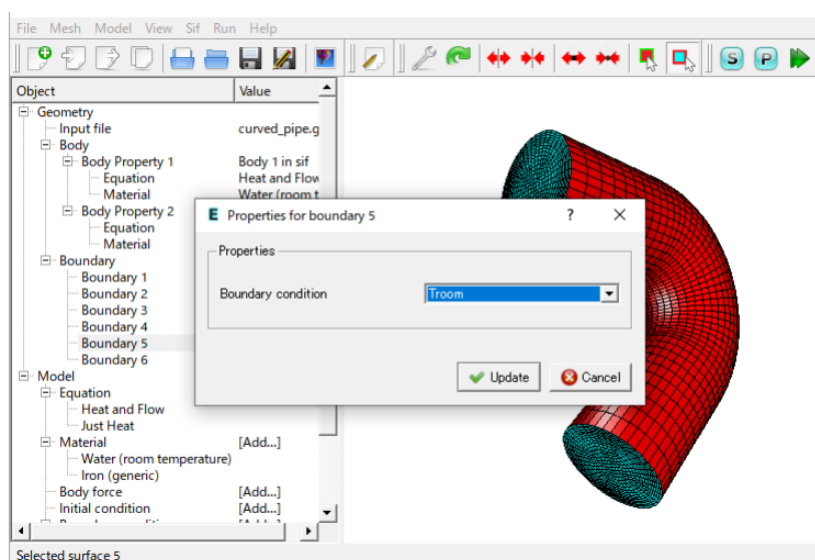 File Mesh Model View Sif Run Help
S P
Object Value
Geometry
Input file curved_pipe.g
Body
Body Property 1 Body 1 in sif
Equation Heat and Flow
Material Water (room t
Body Property 2
Equation
Material
Boundary
Boundary 1
Boundary 2
Boundary 3
Boundary 4
Boundary 5
Boundary 6
Model
Equation
Heat and Flow
Just Heat
Material [Add...]
Water (room temperature)
Iron (generic)
Body force [Add...]
Initial condition [Add...]
E Properties for boundary 5 ?
Properties
Boundary condition Troom
Update Cancel
Selected surface 5